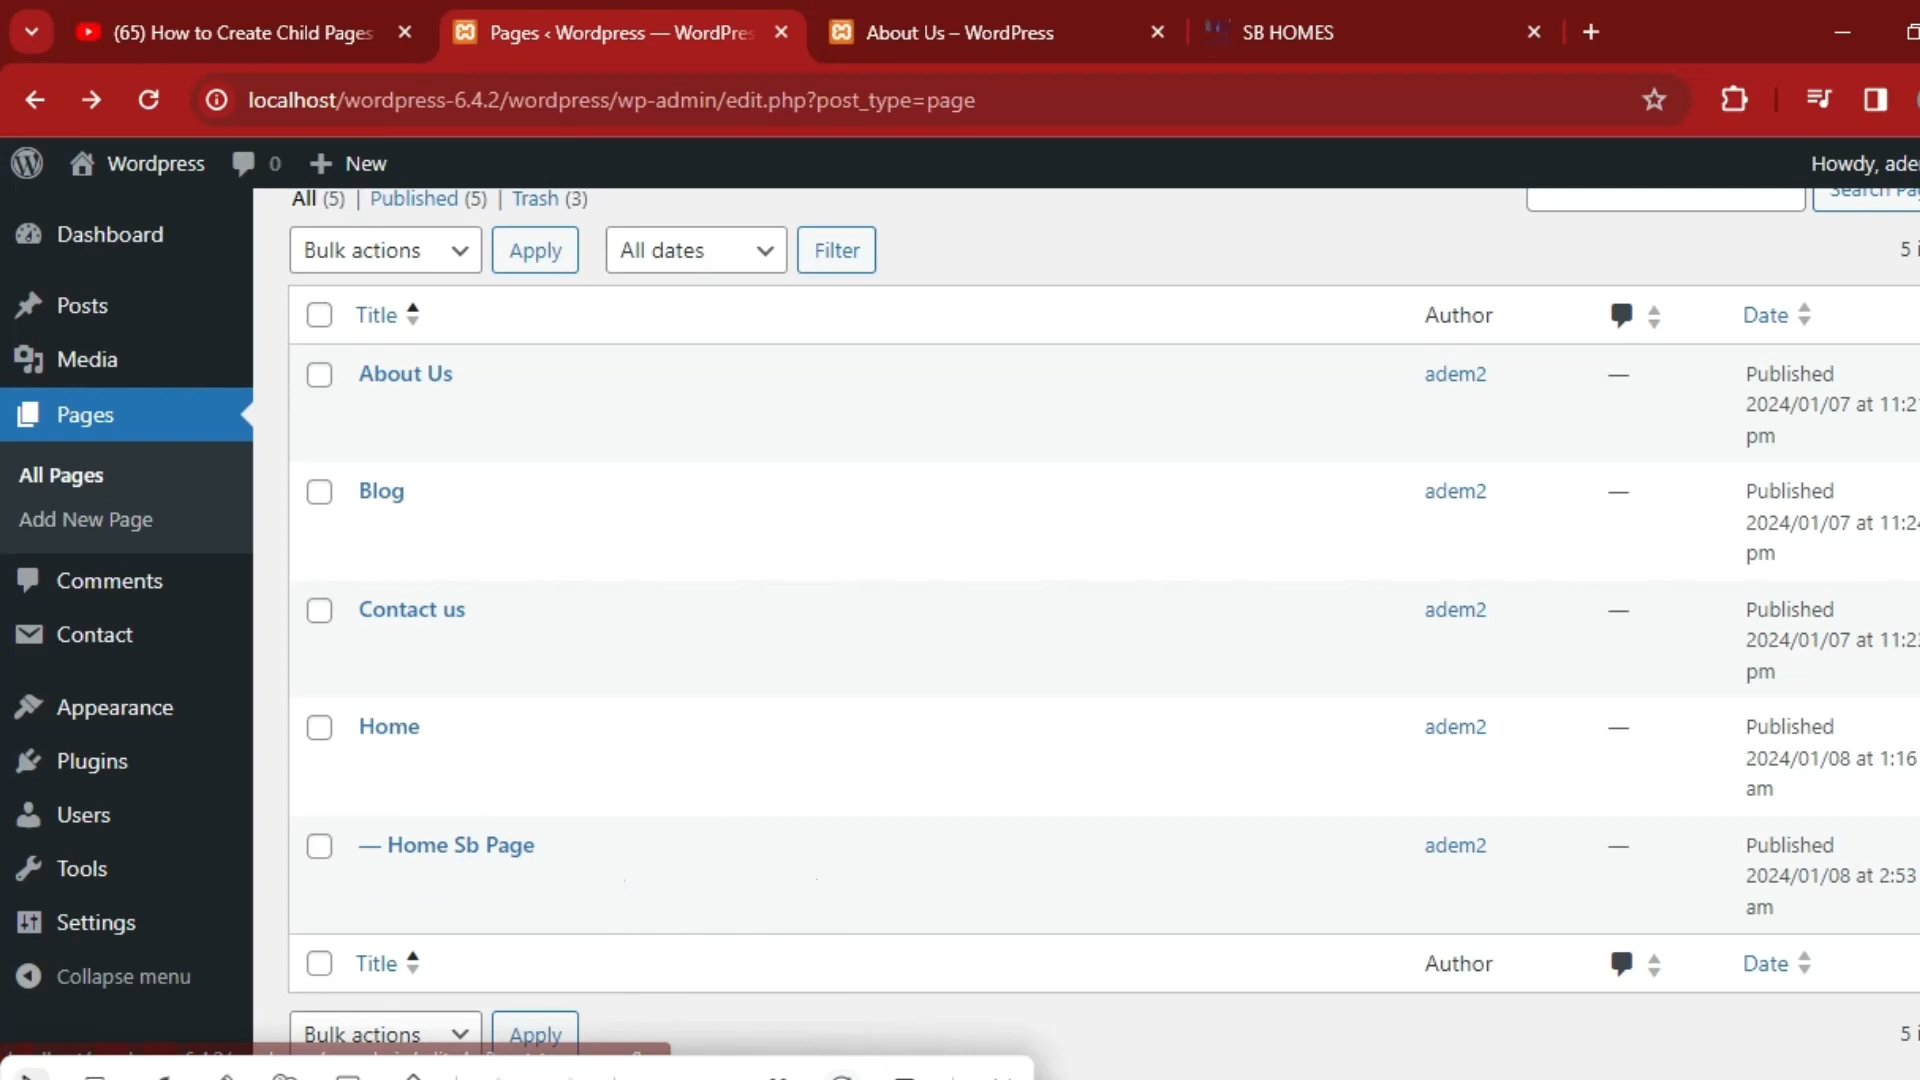 (65) How to Create Child Pages
Pages ‹ Wordpress — WordPres
About Us – WordPress
SB HOMES
localhost/wordpress-6.4.2/wordpress/wp-admin/edit.php?post_type=page
Wordpress 0 + New
Howdy, ade
All (5) | Published (5) | Trash (3)
Search Pag
Bulk actions Apply All dates Filter
5 i
Title Author Date
About Us adem2 — Published
2024/01/07 at 11:2
pm
Blog adem2 — Published
2024/01/07 at 11:24
pm
Contact us adem2 — Published
2024/01/07 at 11:2
pm
Home adem2 — Published
2024/01/08 at 1:16
am
— Home Sb Page adem2 — Published
2024/01/08 at 2:53
am
Title Author Date
Bulk actions Apply
5 i
Dashboard
Posts
Media
Pages
All Pages
Add New Page
Comments
Contact
Appearance
Plugins
Users
Tools
Settings
Collapse menu